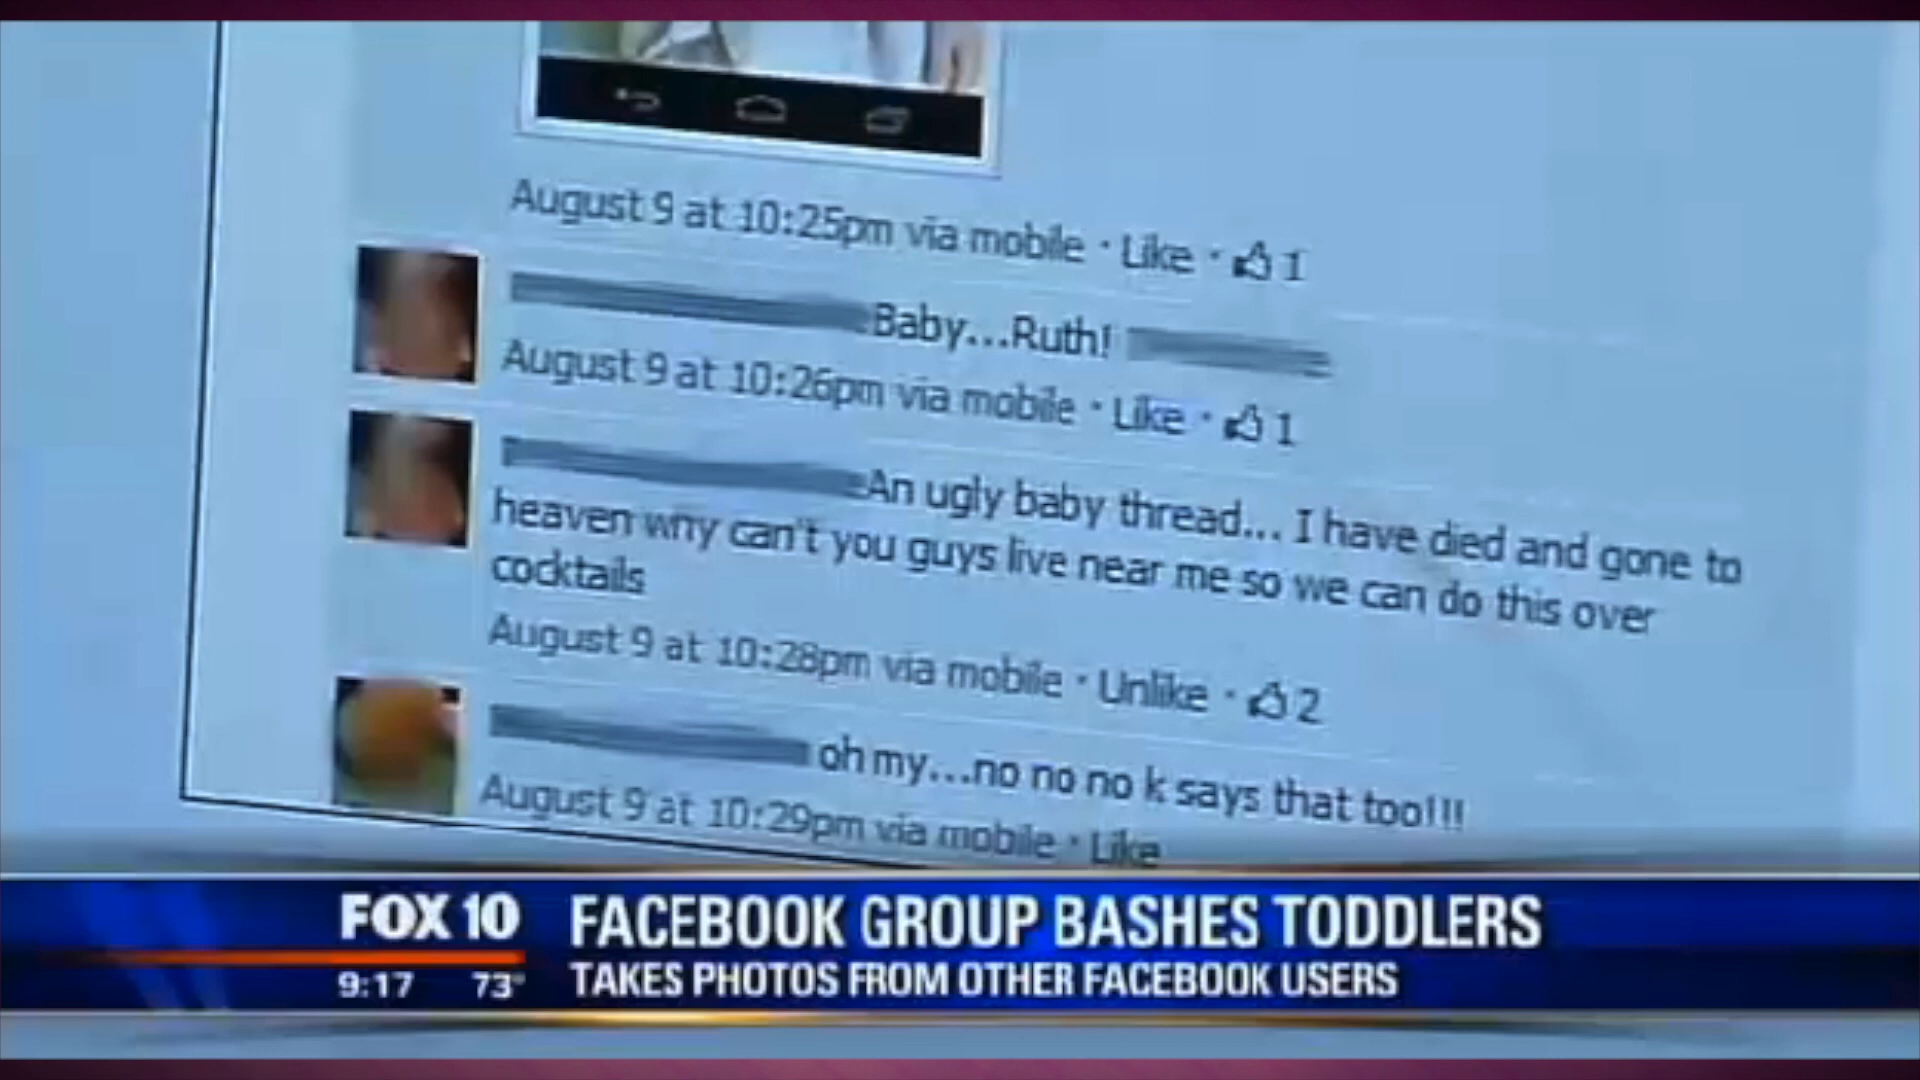 August 9 at 10:25pm via mobile · Like · 1
Baby...Ruth!
August 9 at 10:26pm via mobile · Like · 1
An ugly baby thread... I have died and gone to
heaven why can't you guys live near me so we can do this over
cocktails
August 9 at 10:28pm via mobile · Unlike · 2
oh my...no no no k says that too!!!
August 9 at 10:29pm via mobile · Like
FOX 10
FACEBOOK GROUP BASHES TODDLERS
9:17 73°
TAKES PHOTOS FROM OTHER FACEBOOK USERS